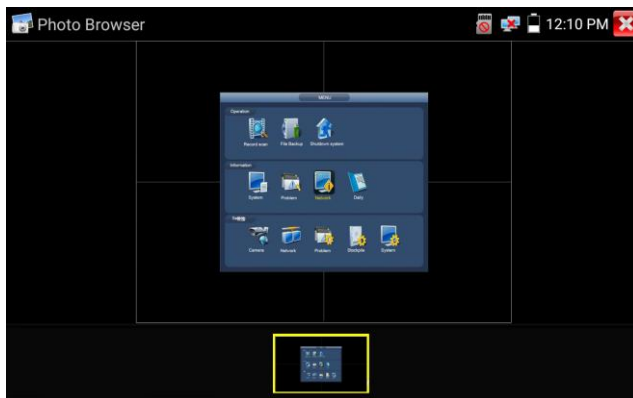 Photo Browser
12:10 PM
MENU
Operation
Record scan File Backup Shutdown system
Information
System Problem Network Daily
Camera Network Problem Stockpile System